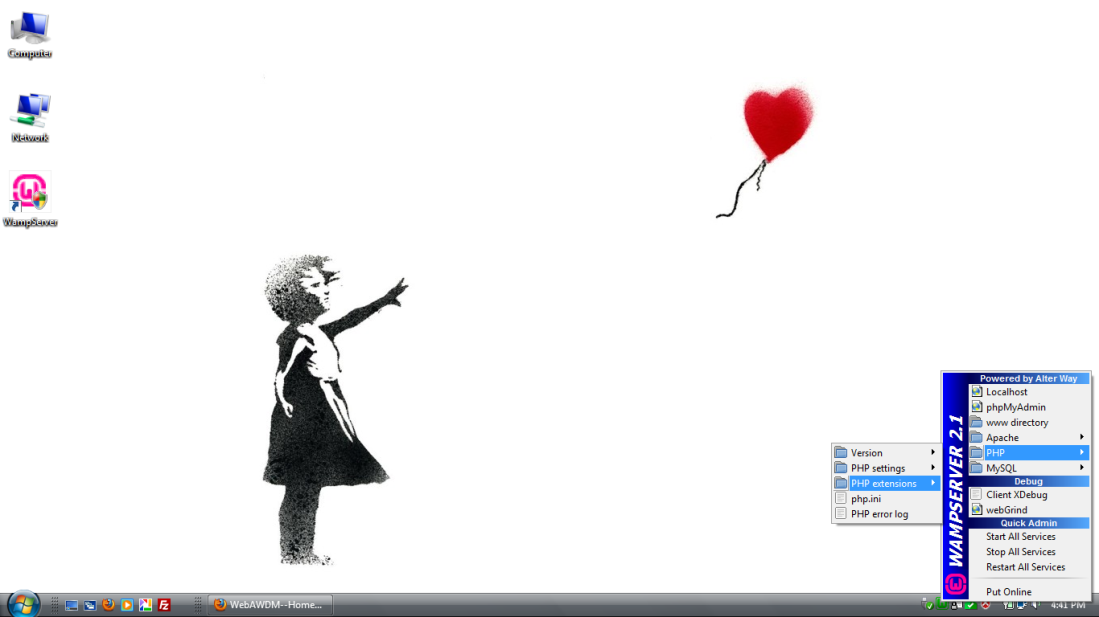 Computer
Network
WampServer
Powered by Alter Way
Localhost
phpMyAdmin
www directory
Apache
PHP
MySQL
Debug
Client XDebug
webGrind
Quick Admin
Start All Services
Stop All Services
Restart All Services
Put Online
WAMPSERVER 2.1
Version
PHP settings
PHP extensions
php.ini
PHP error log
WebAWDM--Home...
4:41 PM